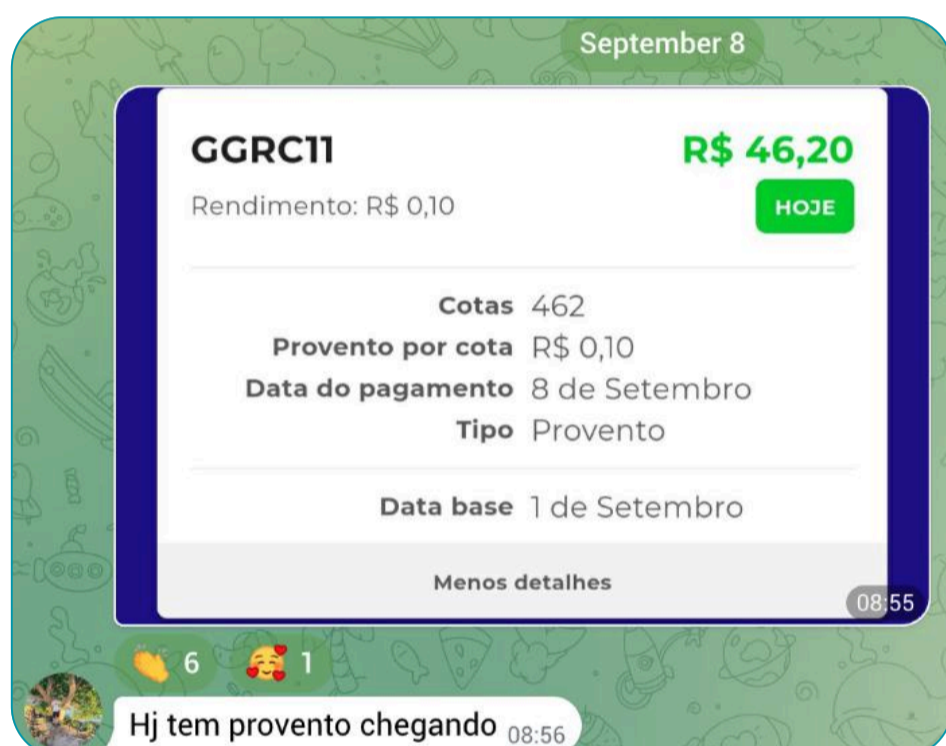 September 8
GGRC11 R$ 46,20
Rendimento: R$ 0,10 HOJE
Cotas 462
Provento por cota R$ 0,10
Data do pagamento 8 de Setembro
Tipo Provento
Data base 1 de Setembro
Menos detalhes
08:55
👏 6 🥰 1
Hj tem provento chegando 08:56